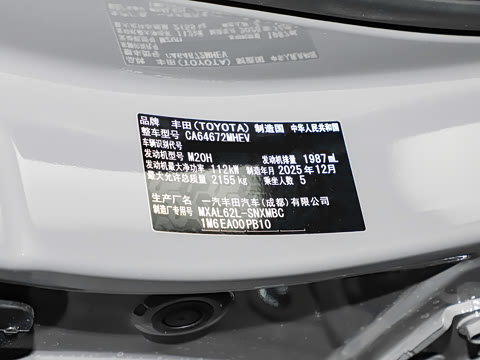 品牌 丰田(TOYOTA) 制造国 中华人民共和国
整车型号 CA64672MHEV
车辆识别代号
发动机型号 M20H 发动机排量 1987mL
发动机最大净功率 112kW 制造年月 2025年12月
最大允许总质量 2155kg 乘坐人数 5
生产厂名 一汽丰田汽车(成都)有限公司
制造厂专用号 MXAL62L-SNXMBC
1M6EA00PB10